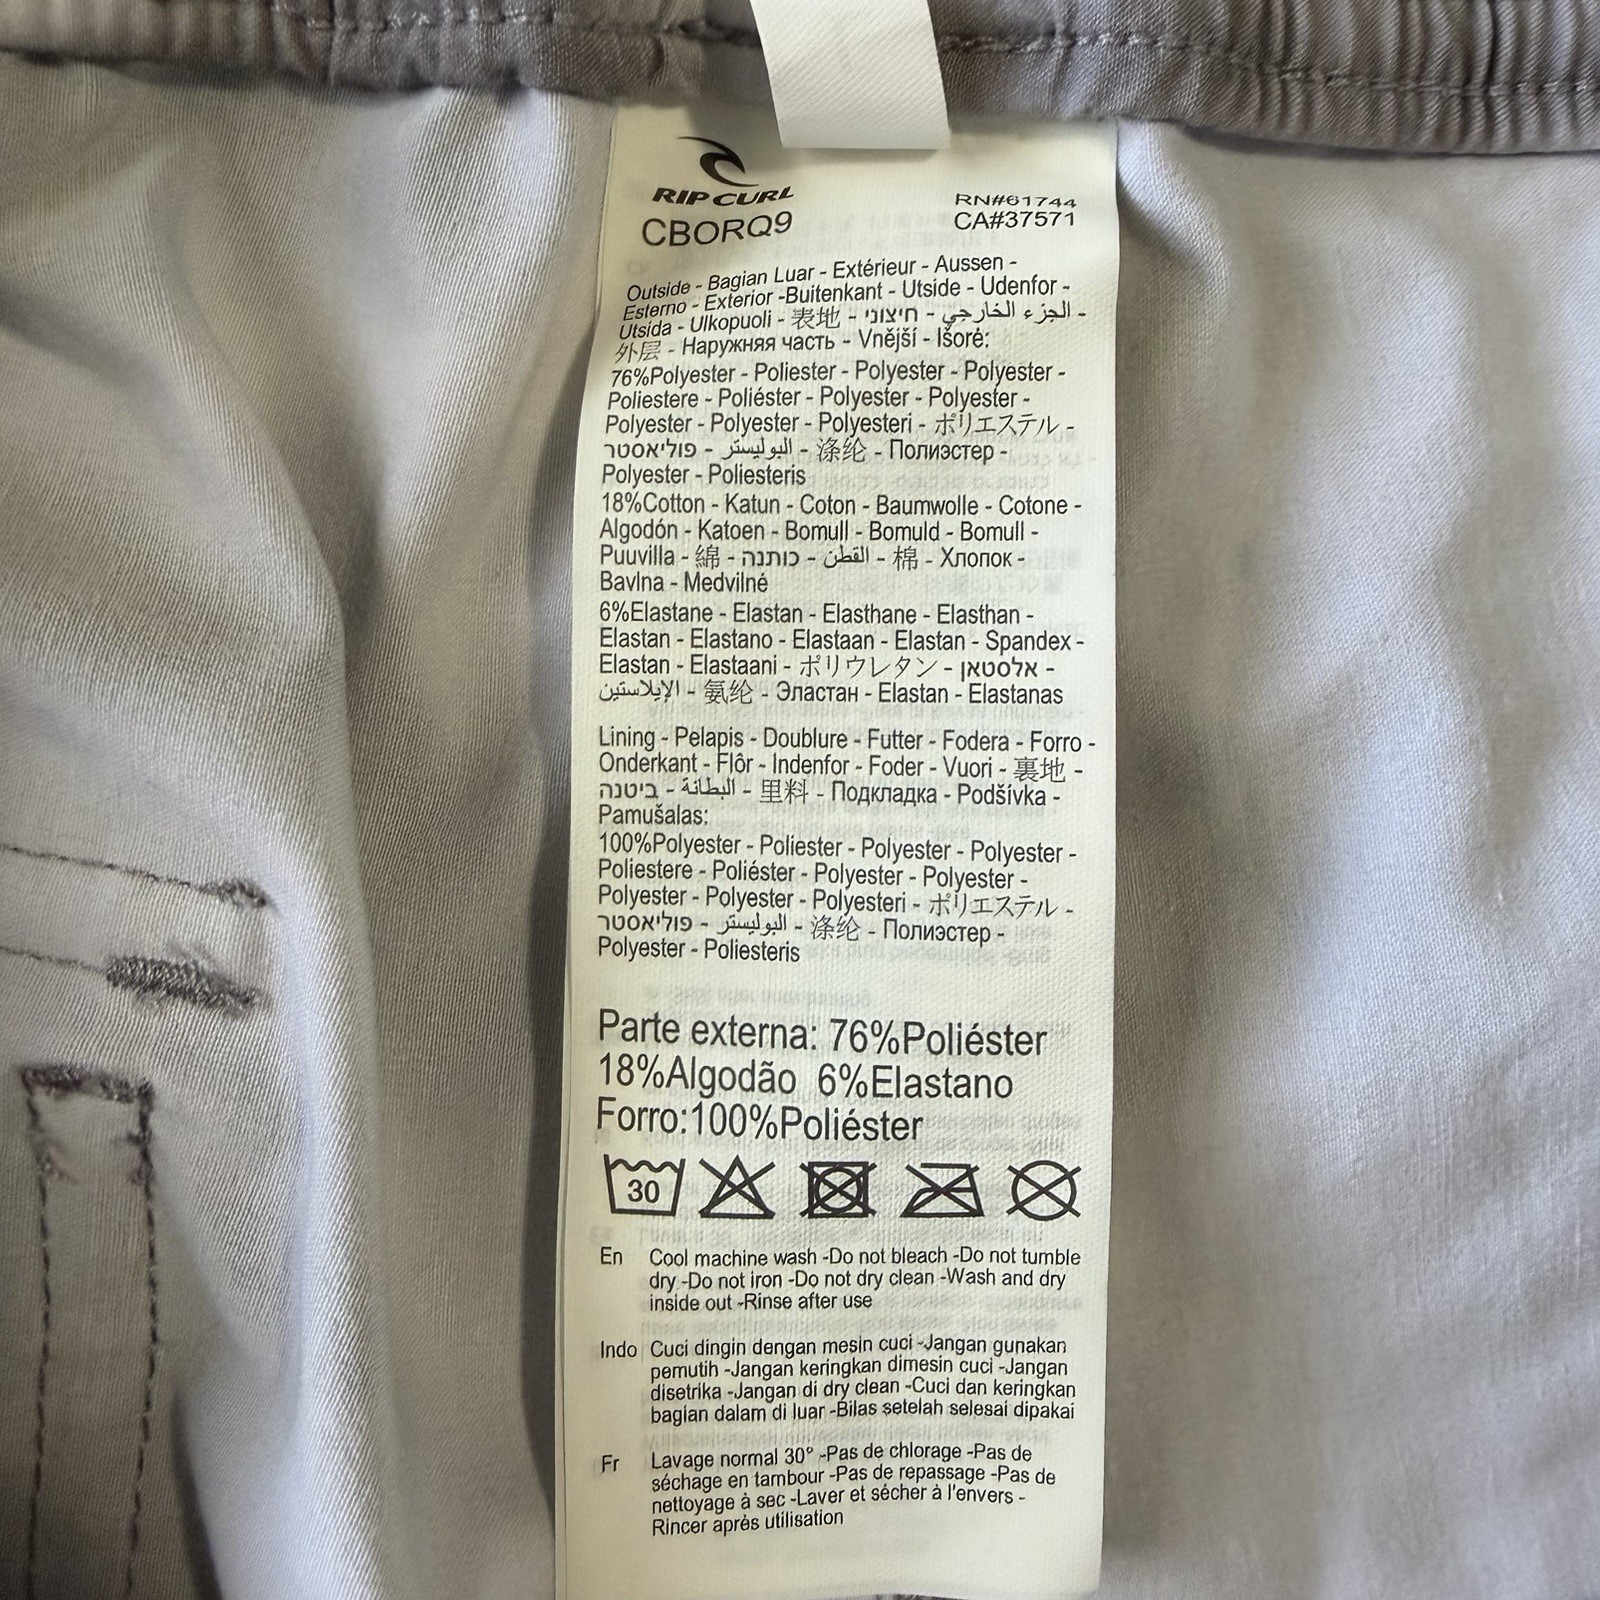 RIP CURL
CBORQ9
RN#61744
CA#37571
Outside - Bagian Luar - Extérieur - Aussen -
Esterno - Exterior -Buitenkant - Utside - Udenfor -
Utsida - Ulkopuoli - 表地 - חיצוני - الجزء الخارجي -
外层 - Наружняя часть - Vnější - Išorė:
76%Polyester - Poliester - Polyester - Polyester -
Poliestere - Poliéster - Polyester - Polyester -
Polyester - Polyester - Polyesteri - ポリエステル -
פוליאסטר - البوليستر - 涤纶 - Полиэстер -
Polyester - Poliesteris
18%Cotton - Katun - Coton - Baumwolle - Cotone -
Algodón - Katoen - Bomull - Bomuld - Bomull -
Puuvilla - 綿 - כותנה - القطن - 棉 - Хлопок -
Bavlna - Medvilnė
6%Elastane - Elastan - Elasthane - Elasthan -
Elastan - Elastano - Elastaan - Elastan - Spandex -
Elastan - Elastaani - ポリウレタン - אלסטאן -
الإيلاستين - 氨纶 - Эластан - Elastan - Elastanas
Lining - Pelapis - Doublure - Futter - Fodera - Forro -
Onderkant - Flôr - Indenfor - Foder - Vuori - 裏地 -
ביטנה - البطانة - 里料 - Подкладка - Podšívka -
Pamušalas:
100%Polyester - Poliester - Polyester - Polyester -
Poliestere - Poliéster - Polyester - Polyester -
Polyester - Polyester - Polyesteri - ポリエステル -
פוליאסטר - البوليستر - 涤纶 - Полиэстер -
Polyester - Poliesteris
Parte externa: 76%Poliéster
18%Algodão 6%Elastano
Forro:100%Poliéster
30
En Cool machine wash -Do not bleach -Do not tumble
dry -Do not iron -Do not dry clean -Wash and dry
inside out -Rinse after use
Indo Cuci dingin dengan mesin cuci -Jangan gunakan
pemutih -Jangan keringkan dimesin cuci -Jangan
disetrika -Jangan di dry clean -Cuci dan keringkan
bagian dalam di luar -Bilas setelah selesai dipakai
Fr Lavage normal 30° -Pas de chlorage -Pas de
séchage en tambour -Pas de repassage -Pas de
nettoyage à sec -Laver et sécher à l'envers -
Rincer après utilisation